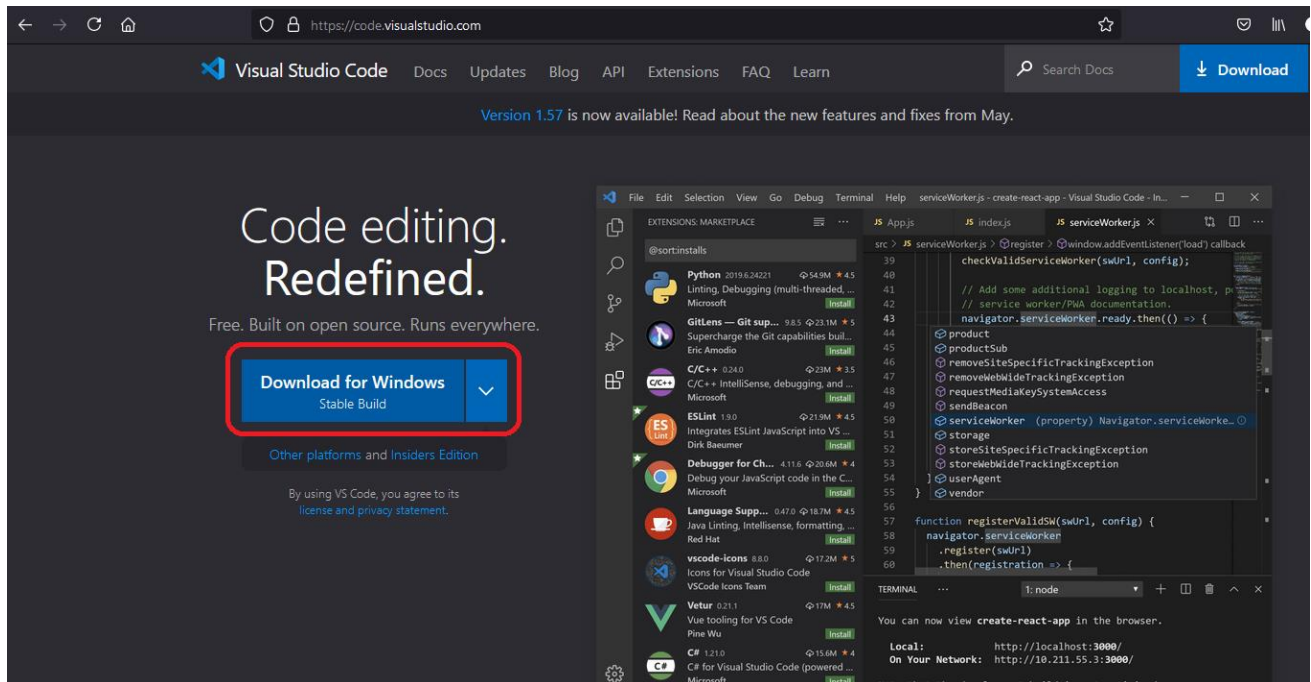 https://code.visualstudio.com
Visual Studio Code Docs Updates Blog API Extensions FAQ Learn Search Docs Download
Version 1.57 is now available! Read about the new features and fixes from May.
Code editing.
Redefined.
Free. Built on open source. Runs everywhere.
Download for Windows
Stable Build
Other platforms and Insiders Edition
By using VS Code, you agree to its
license and privacy statement.
File Edit Selection View Go Debug Terminal Help serviceWorker.js - create-react-app - Visual Studio Code - In...
EXTENSIONS: MARKETPLACE
@sort:installs
Python 2019.6.24221 54.9M ★ 4.5
Linting, Debugging (multi-threaded, ...
Microsoft Install
GitLens — Git sup... 9.8.5 23.1M ★ 5
Supercharge the Git capabilities buil...
Eric Amodio Install
C/C++ 0.24.0 23M ★ 3.5
C/C++ IntelliSense, debugging, and ...
Microsoft Install
ESLint 1.9.0 21.9M ★ 4.5
Integrates ESLint JavaScript into VS ...
Dirk Baeumer Install
Debugger for Ch... 4.11.6 20.6M ★ 4
Debug your JavaScript code in the C...
Microsoft Install
Language Supp... 0.47.0 18.7M ★ 4.5
Java Linting, Intellisense, formatting, ...
Red Hat Install
vscode-icons 8.8.0 17.2M ★ 5
Icons for Visual Studio Code
VSCode Icons Team Install
Vetur 0.21.1 17M ★ 4.5
Vue tooling for VS Code
Pine Wu Install
C# 1.21.0 15.6M ★ 4
C# for Visual Studio Code (powered ...
Microsoft Install
JS App.js JS index.js JS serviceWorker.js
src > JS serviceWorker.js > register > window.addEventListener('load') callback
39 checkValidServiceWorker(swUrl, config);
40
41 // Add some additional logging to localhost, p
42 // service worker/PWA documentation.
43 navigator.serviceWorker.ready.then(() => {
44 product
45 productSub
46 removeSiteSpecificTrackingException
47 removeWebWideTrackingException
48 requestMediaKeySystemAccess
49 sendBeacon
50 serviceWorker (property) Navigator.serviceWorke...
51 storage
52 storeSiteSpecificTrackingException
53 storeWebWideTrackingException
54 } userAgent
55 } vendor
56
57 function registerValidSW(swUrl, config) {
58 navigator.serviceWorker
59 .register(swUrl)
60 .then(registration => {
TERMINAL ... 1: node
You can now view create-react-app in the browser.
Local: http://localhost:3000/
On Your Network: http://10.211.55.3:3000/